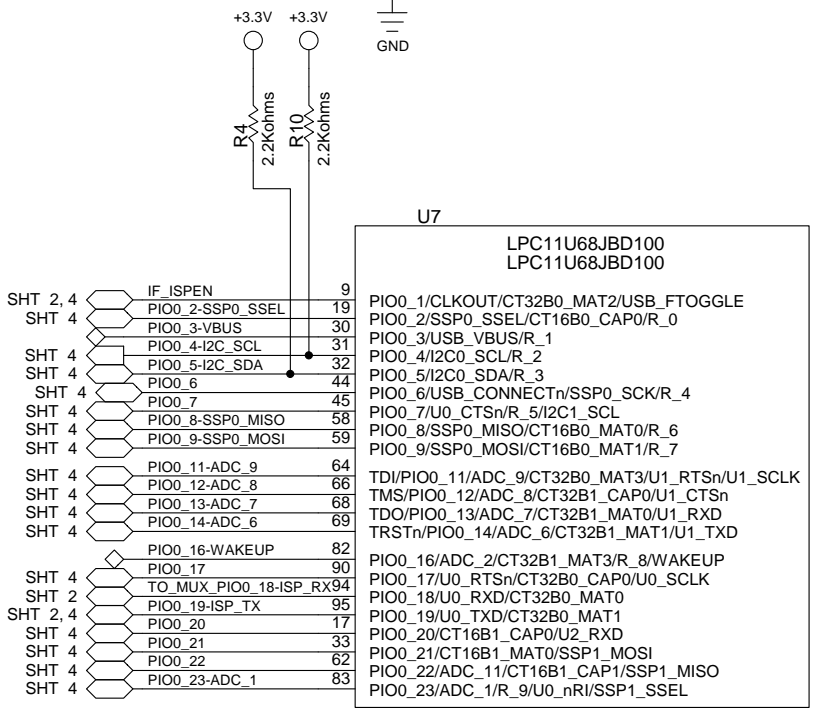 +3.3V +3.3V
GND
R4 2.2Kohms R10 2.2Kohms
U7
LPC11U68JBD100
LPC11U68JBD100
SHT 2, 4 IF_ISPEN 9 PIO0_1/CLKOUT/CT32B0_MAT2/USB_FTOGGLE
SHT 4 PIO0_2-SSP0_SSEL 19 PIO0_2/SSP0_SSEL/CT16B0_CAP0/R_0
PIO0_3-VBUS 30 PIO0_3/USB_VBUS/R_1
SHT 4 PIO0_4-I2C_SCL 31 PIO0_4/I2C0_SCL/R_2
SHT 4 PIO0_5-I2C_SDA 32 PIO0_5/I2C0_SDA/R_3
SHT 4 PIO0_6 44 PIO0_6/USB_CONNECTn/SSP0_SCK/R_4
SHT 4 PIO0_7 45 PIO0_7/U0_CTSn/R_5/I2C1_SCL
SHT 4 PIO0_8-SSP0_MISO 58 PIO0_8/SSP0_MISO/CT16B0_MAT0/R_6
SHT 4 PIO0_9-SSP0_MOSI 59 PIO0_9/SSP0_MOSI/CT16B0_MAT1/R_7
SHT 4 PIO0_11-ADC_9 64 TDI/PIO0_11/ADC_9/CT32B0_MAT3/U1_RTSn/U1_SCLK
SHT 4 PIO0_12-ADC_8 66 TMS/PIO0_12/ADC_8/CT32B1_CAP0/U1_CTSn
SHT 4 PIO0_13-ADC_7 68 TDO/PIO0_13/ADC_7/CT32B1_MAT0/U1_RXD
SHT 4 PIO0_14-ADC_6 69 TRSTn/PIO0_14/ADC_6/CT32B1_MAT1/U1_TXD
PIO0_16-WAKEUP 82 PIO0_16/ADC_2/CT32B1_MAT3/R_8/WAKEUP
SHT 4 PIO0_17 90 PIO0_17/U0_RTSn/CT32B0_CAP0/U0_SCLK
SHT 2 TO_MUX_PIO0_18-ISP_RX 94 PIO0_18/U0_RXD/CT32B0_MAT0
SHT 2, 4 PIO0_19-ISP_TX 95 PIO0_19/U0_TXD/CT32B0_MAT1
SHT 4 PIO0_20 17 PIO0_20/CT16B1_CAP0/U2_RXD
SHT 4 PIO0_21 33 PIO0_21/CT16B1_MAT0/SSP1_MOSI
SHT 4 PIO0_22 62 PIO0_22/ADC_11/CT16B1_CAP1/SSP1_MISO
SHT 4 PIO0_23-ADC_1 83 PIO0_23/ADC_1/R_9/U0_nRI/SSP1_SSEL